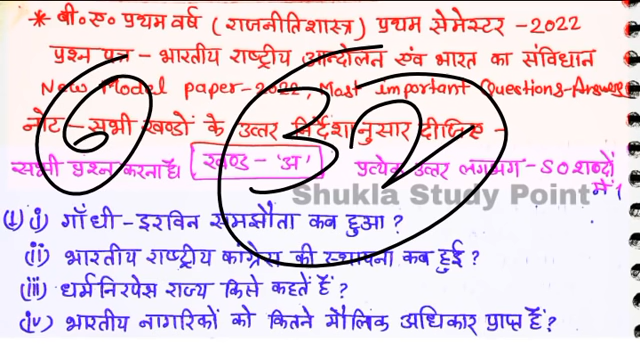 * बी०ए० प्रथम वर्ष ( राजनीतिशास्त्र ) प्रथम सेमेस्टर - 2022
प्रश्न पत्र - भारतीय राष्ट्रीय आन्दोलन एंव भारत का संविधान
New Model paper - 2022, Most important Questions-Answer
नोट - सभी खण्डों के उत्तर निर्देशानुसार दीजिए -
सभी प्रश्न करना है। खण्ड - 'अ' प्रत्येक उत्तर लगभग - 50 शब्दों में।
6 32
Shukla Study Point
(1) (i) गाँधी - इरविन समझौता कब हुआ ?
(ii) भारतीय राष्ट्रीय कांग्रेस की स्थापना कब हुई ?
(iii) धर्मनिरपेक्ष राज्य किसे कहतें हैं ?
(iv) भारतीय नागरिकों को कितने मौलिक अधिकार प्राप्त हैं ?